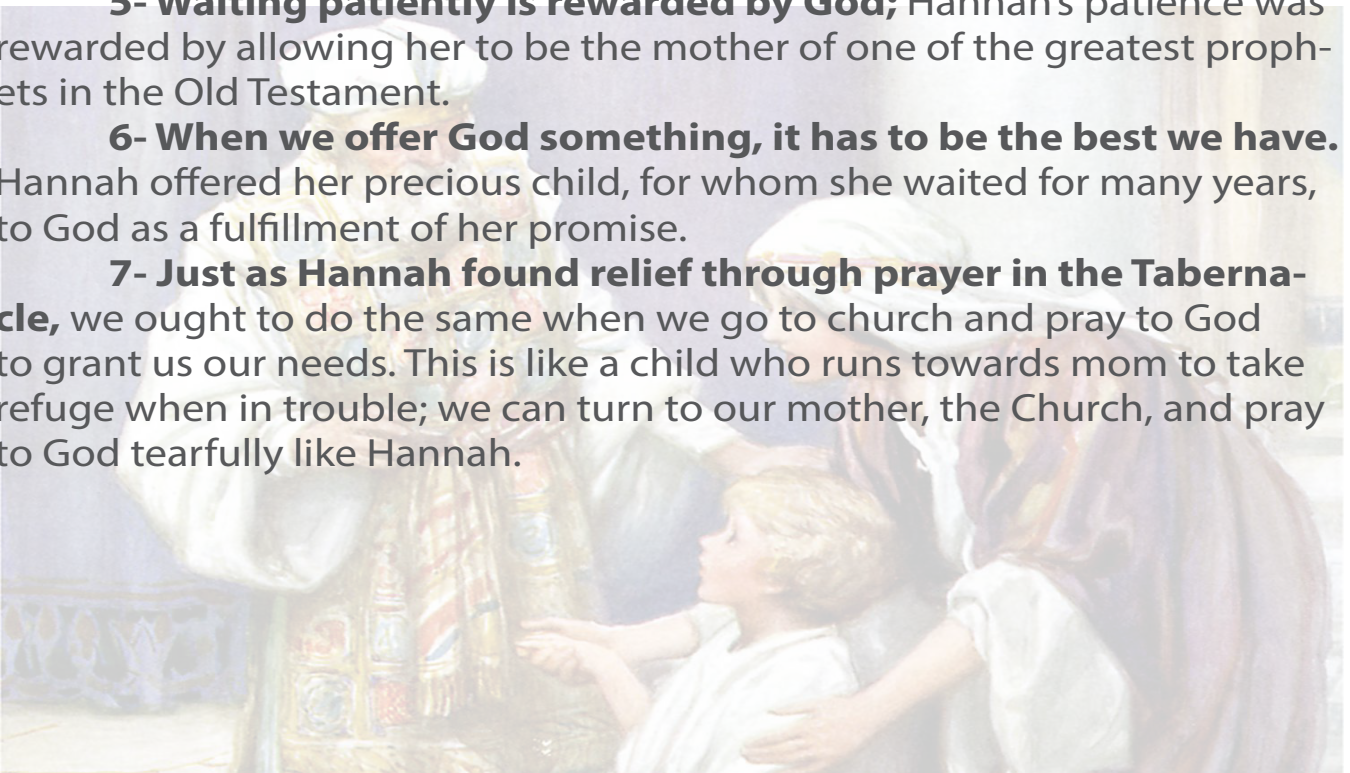 5- Waiting patiently is rewarded by God; Hannah's patience was
rewarded by allowing her to be the mother of one of the greatest proph-
ets in the Old Testament.
6- When we offer God something, it has to be the best we have.
Hannah offered her precious child, for whom she waited for many years,
to God as a fulfillment of her promise.
7- Just as Hannah found relief through prayer in the Taberna-
cle, we ought to do the same when we go to church and pray to God
to grant us our needs. This is like a child who runs towards mom to take
refuge when in trouble; we can turn to our mother, the Church, and pray
to God tearfully like Hannah.